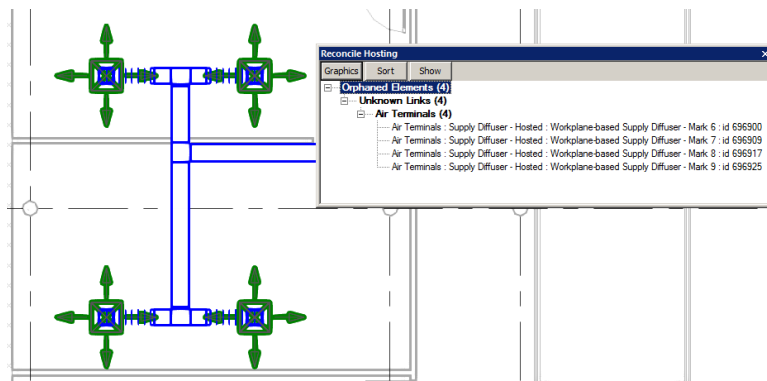 Reconcile Hosting
Graphics Sort Show
Orphaned Elements (4)
Unknown Links (4)
Air Terminals (4)
Air Terminals : Supply Diffuser - Hosted : Workplane-based Supply Diffuser - Mark 6 : id 696900
Air Terminals : Supply Diffuser - Hosted : Workplane-based Supply Diffuser - Mark 7 : id 696909
Air Terminals : Supply Diffuser - Hosted : Workplane-based Supply Diffuser - Mark 8 : id 696917
Air Terminals : Supply Diffuser - Hosted : Workplane-based Supply Diffuser - Mark 9 : id 696925